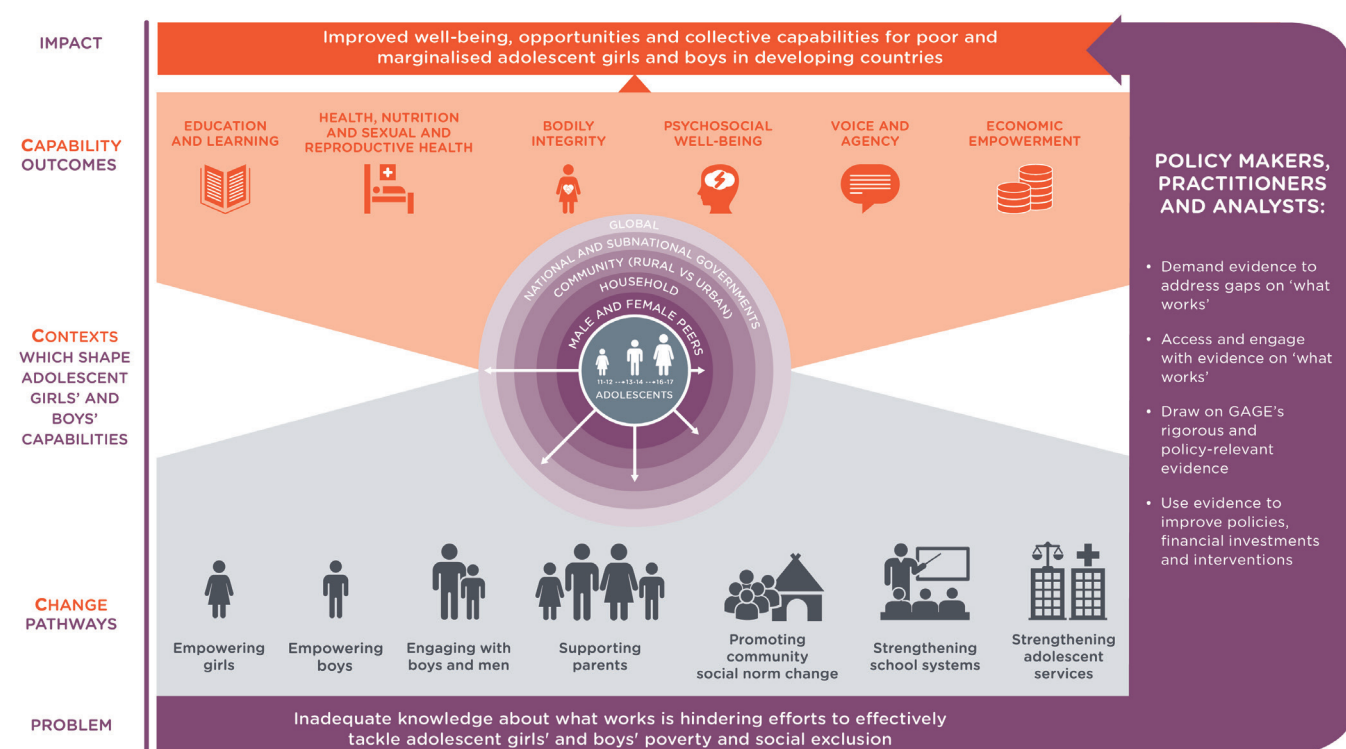 IMPACT
Improved well-being, opportunities and collective capabilities for poor and
marginalised adolescent girls and boys in developing countries
CAPABILITY
OUTCOMES
EDUCATION
AND LEARNING
HEALTH, NUTRITION
AND SEXUAL AND
REPRODUCTIVE HEALTH
BODILY
INTEGRITY
PSYCHOSOCIAL
WELL-BEING
VOICE AND
AGENCY
ECONOMIC
EMPOWERMENT
CONTEXTS
WHICH SHAPE
ADOLESCENT
GIRLS' AND
BOYS'
CAPABILITIES
GLOBAL
NATIONAL AND SUBNATIONAL GOVERNMENTS
COMMUNITY (RURAL VS URBAN)
HOUSEHOLD
MALE AND FEMALE PEERS
11-12 --→13-14 --→16-17
ADOLESCENTS
CHANGE
PATHWAYS
Empowering
girls
Empowering
boys
Engaging with
boys and men
Supporting
parents
Promoting
community
social norm change
Strengthening
school systems
Strengthening
adolescent
services
PROBLEM
Inadequate knowledge about what works is hindering efforts to effectively
tackle adolescent girls' and boys' poverty and social exclusion
POLICY MAKERS,
PRACTITIONERS
AND ANALYSTS:
• Demand evidence to
address gaps on ‘what
works’
• Access and engage
with evidence on ‘what
works’
• Draw on GAGE’s
rigorous and
policy-relevant
evidence
• Use evidence to
improve policies,
financial investments
and interventions